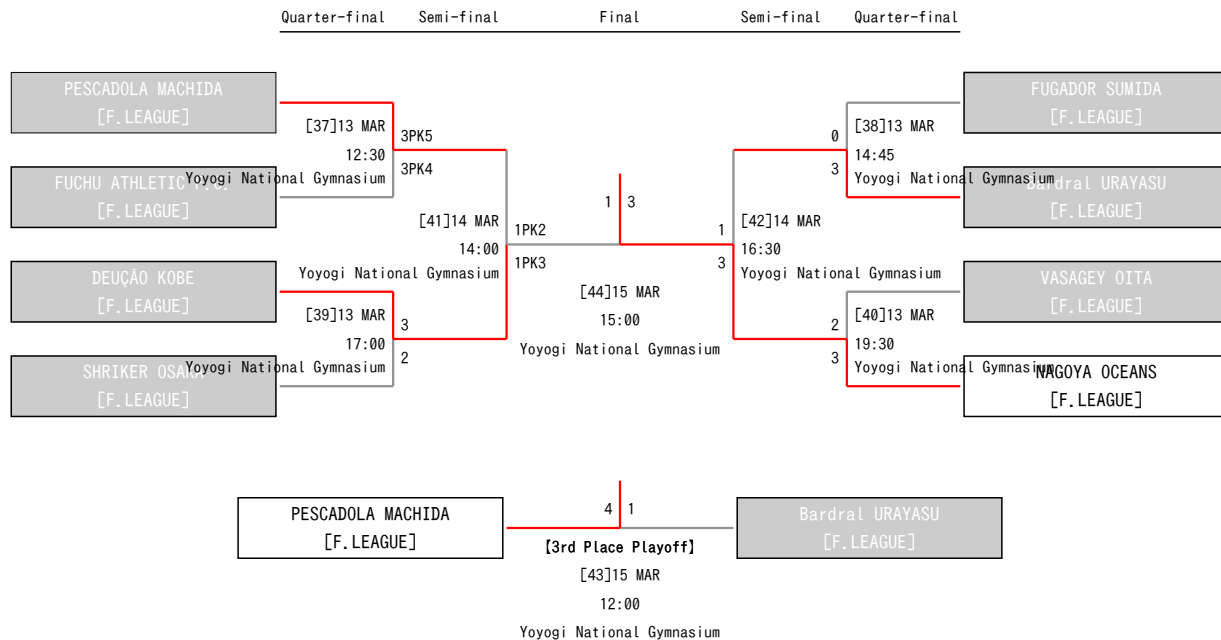 Quarter-final Semi-final Final Semi-final Quarter-final
PESCADOLA MACHIDA
[F.LEAGUE]
[37]13 MAR
12:30
Yoyogi National Gymnasium
3PK5
3PK4
FUCHU ATHLETIC F.C.
[F.LEAGUE]
[41]14 MAR
14:00
Yoyogi National Gymnasium
1PK2
1PK3
DEUÇÃO KOBE
[F.LEAGUE]
[39]13 MAR
17:00
Yoyogi National Gymnasium
3
2
SHRIKER OSAKA
[F.LEAGUE]
1 3
[44]15 MAR
15:00
Yoyogi National Gymnasium
FUGADOR SUMIDA
[F.LEAGUE]
0
3
[38]13 MAR
14:45
Yoyogi National Gymnasium
Bardral URAYASU
[F.LEAGUE]
1
3
[42]14 MAR
16:30
Yoyogi National Gymnasium
VASAGEY OITA
[F.LEAGUE]
2
3
[40]13 MAR
19:30
Yoyogi National Gymnasium
NAGOYA OCEANS
[F.LEAGUE]
PESCADOLA MACHIDA
[F.LEAGUE]
4 1
Bardral URAYASU
[F.LEAGUE]
【3rd Place Playoff】
[43]15 MAR
12:00
Yoyogi National Gymnasium